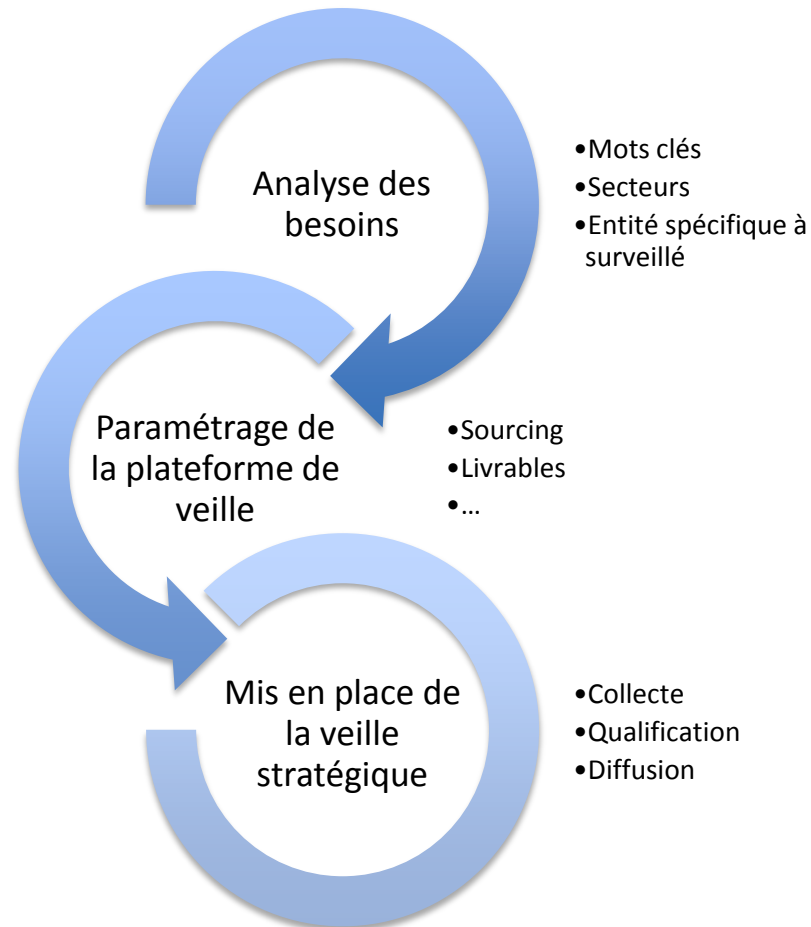 Analyse des
besoins
•Mots clés
•Secteurs
•Entité spécifique à
surveillé
Paramétrage de
la plateforme de
veille
•Sourcing
•Livrables
•...
Mis en place de
la veille
stratégique
•Collecte
•Qualification
•Diffusion